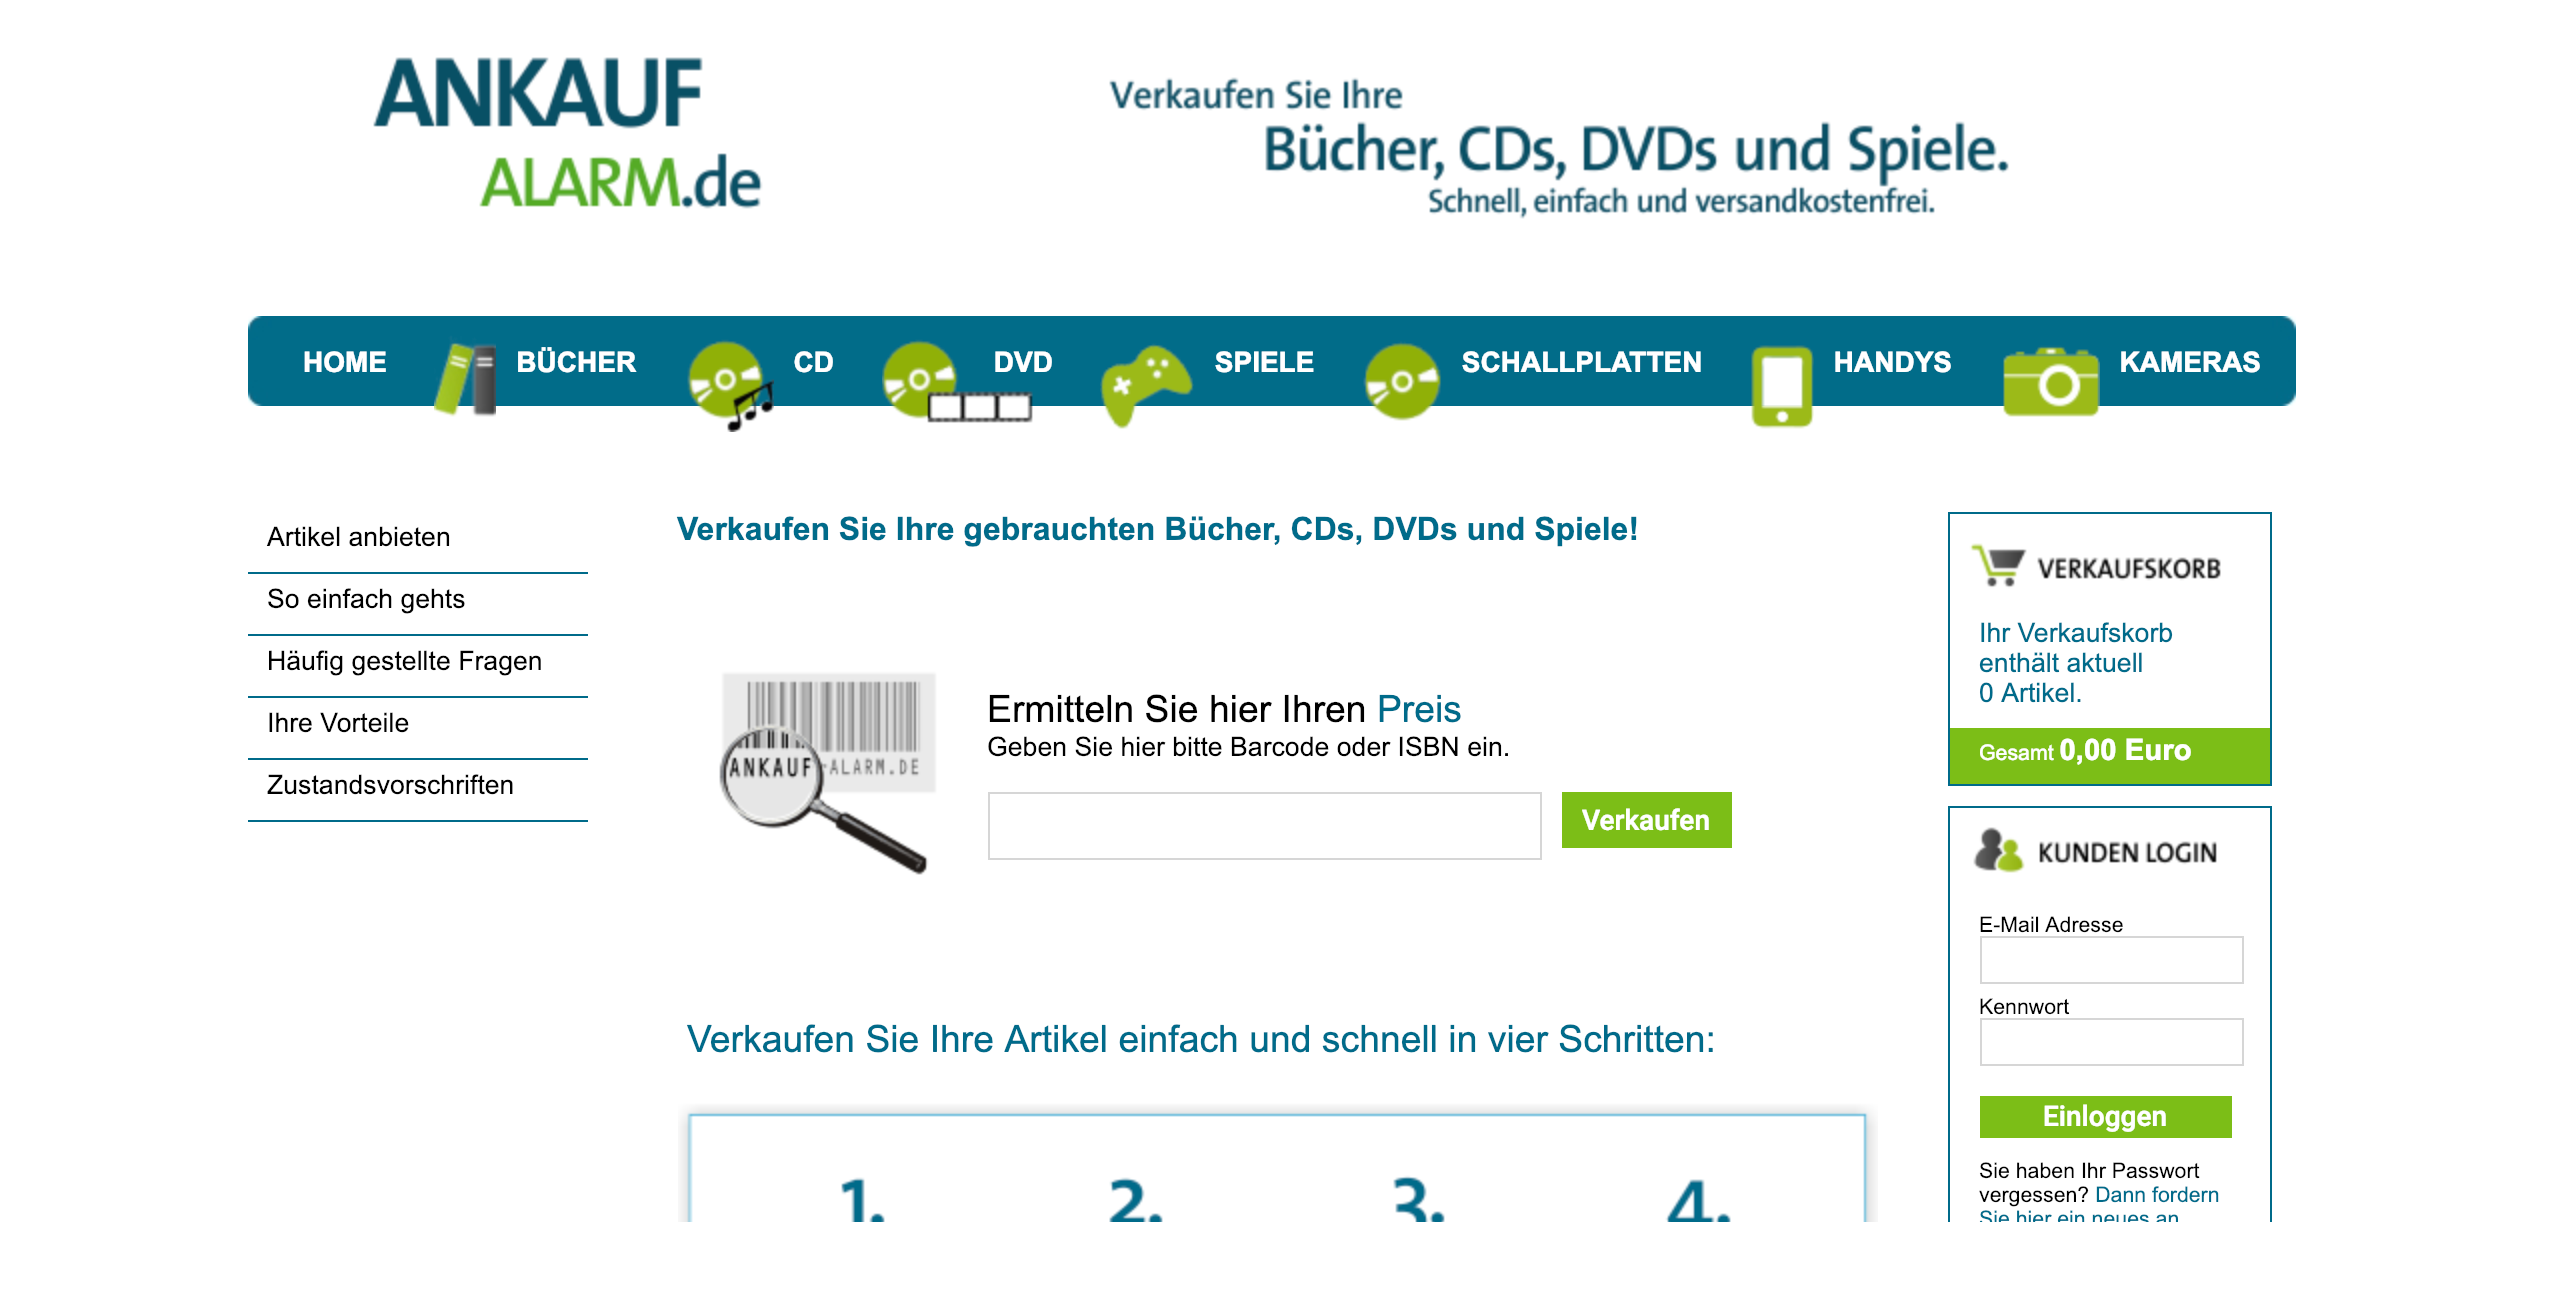 ANKAUF
ALARM.de
Verkaufen Sie Ihre
Bücher, CDs, DVDs und Spiele.
Schnell, einfach und versandkostenfrei.
HOME BÜCHER CD DVD SPIELE SCHALLPLATTEN HANDYS KAMERAS
Artikel anbieten
So einfach gehts
Häufig gestellte Fragen
Ihre Vorteile
Zustandsvorschriften
Verkaufen Sie Ihre gebrauchten Bücher, CDs, DVDs und Spiele!
ANKAUF-ALARM.DE
Ermitteln Sie hier Ihren Preis
Geben Sie hier bitte Barcode oder ISBN ein.
Verkaufen
Verkaufen Sie Ihre Artikel einfach und schnell in vier Schritten:
1. 2. 3. 4.
VERKAUFSKORB
Ihr Verkaufskorb
enthält aktuell
0 Artikel.
Gesamt 0,00 Euro
KUNDEN LOGIN
E-Mail Adresse
Kennwort
Einloggen
Sie haben Ihr Passwort
vergessen? Dann fordern
Sie hier ein neues an